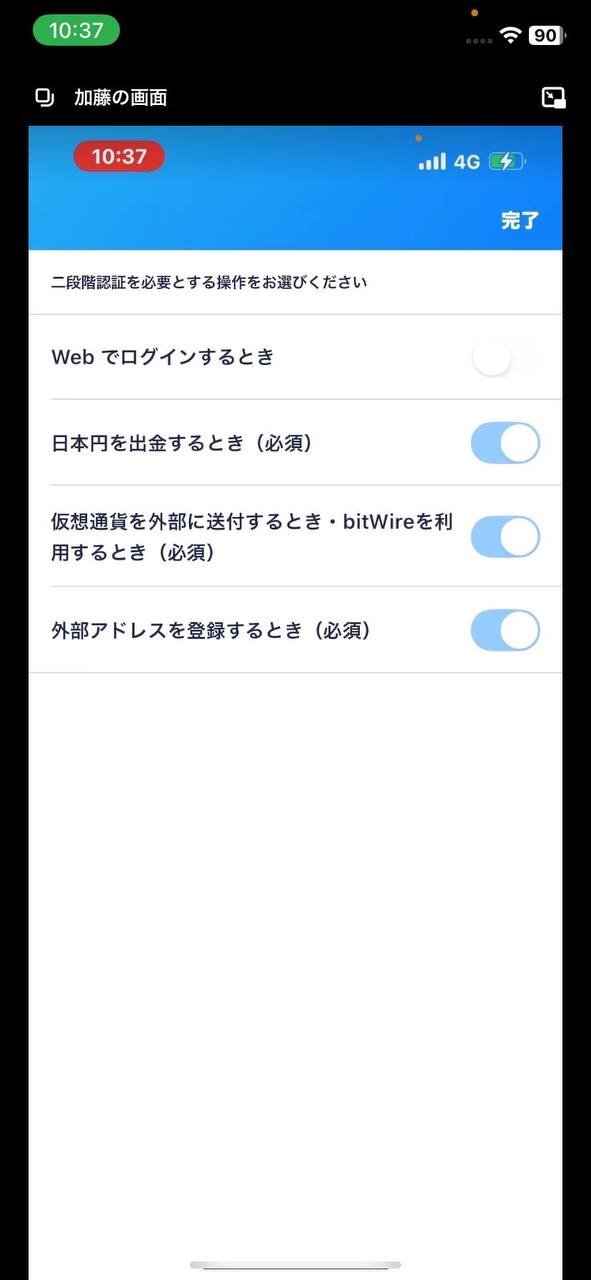 10:37
90
加藤の画面
10:37
4G
完了
二段階認証を必要とする操作をお選びください
Web でログインするとき
日本円を出金するとき（必須）
仮想通貨を外部に送付するとき・bitWireを利
用するとき（必須）
外部アドレスを登録するとき（必須）